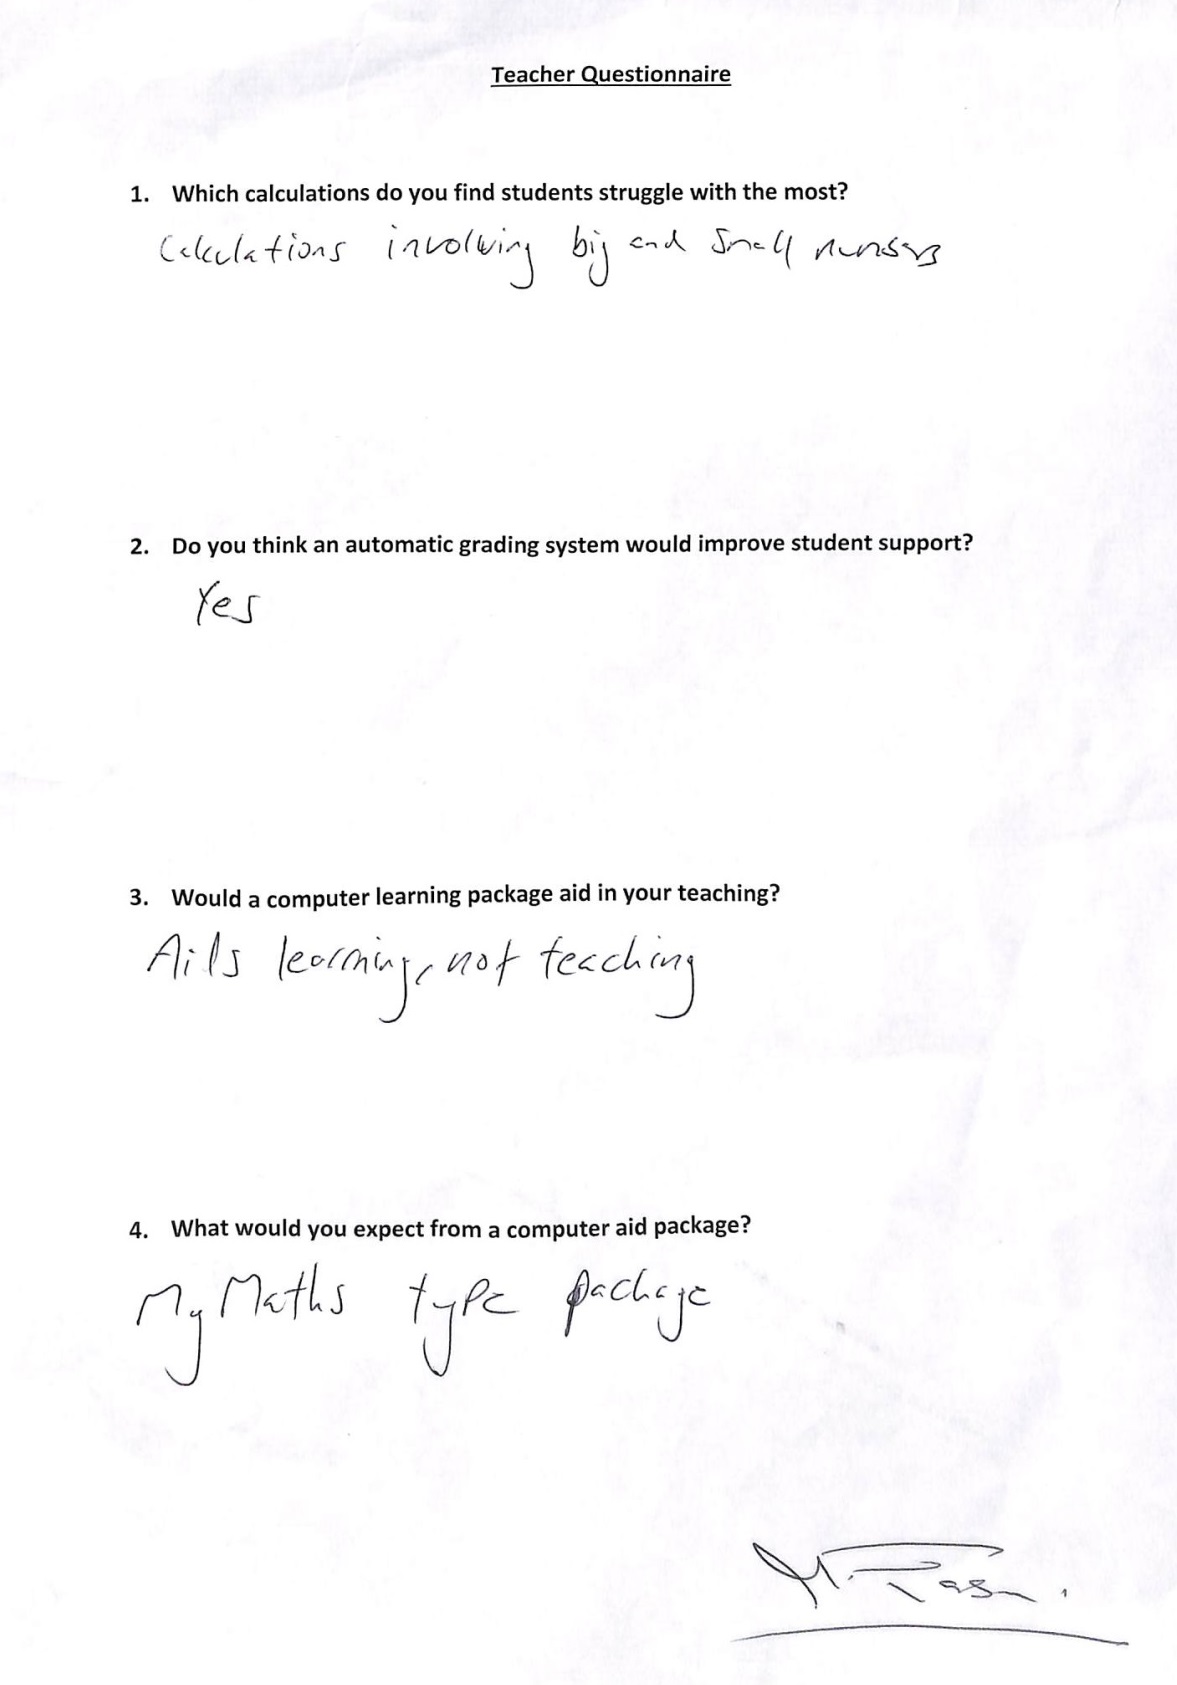 Teacher Questionnaire
1. Which calculations do you find students struggle with the most?
Calculations involving big and small numbers
2. Do you think an automatic grading system would improve student support?
Yes
3. Would a computer learning package aid in your teaching?
Aids learning, not teaching
4. What would you expect from a computer aid package?
My Maths type package